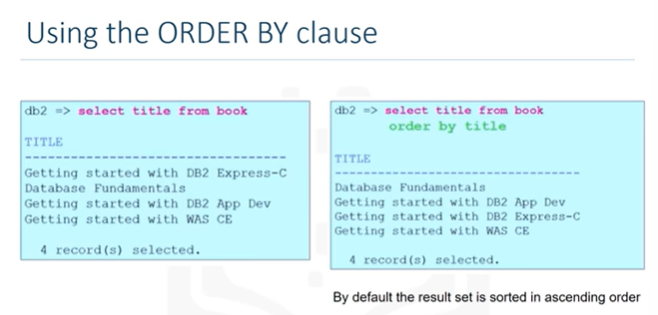 Using the ORDER BY clause
db2 => select title from book
TITLE
-----------------------------------
Getting started with DB2 Express-C
Database Fundamentals
Getting started with DB2 App Dev
Getting started with WAS CE
4 record(s) selected.
db2 => select title from book
order by title
TITLE
-----------------------------------
Database Fundamentals
Getting started with DB2 App Dev
Getting started with DB2 Express-C
Getting started with WAS CE
4 record(s) selected.
By default the result set is sorted in ascending order